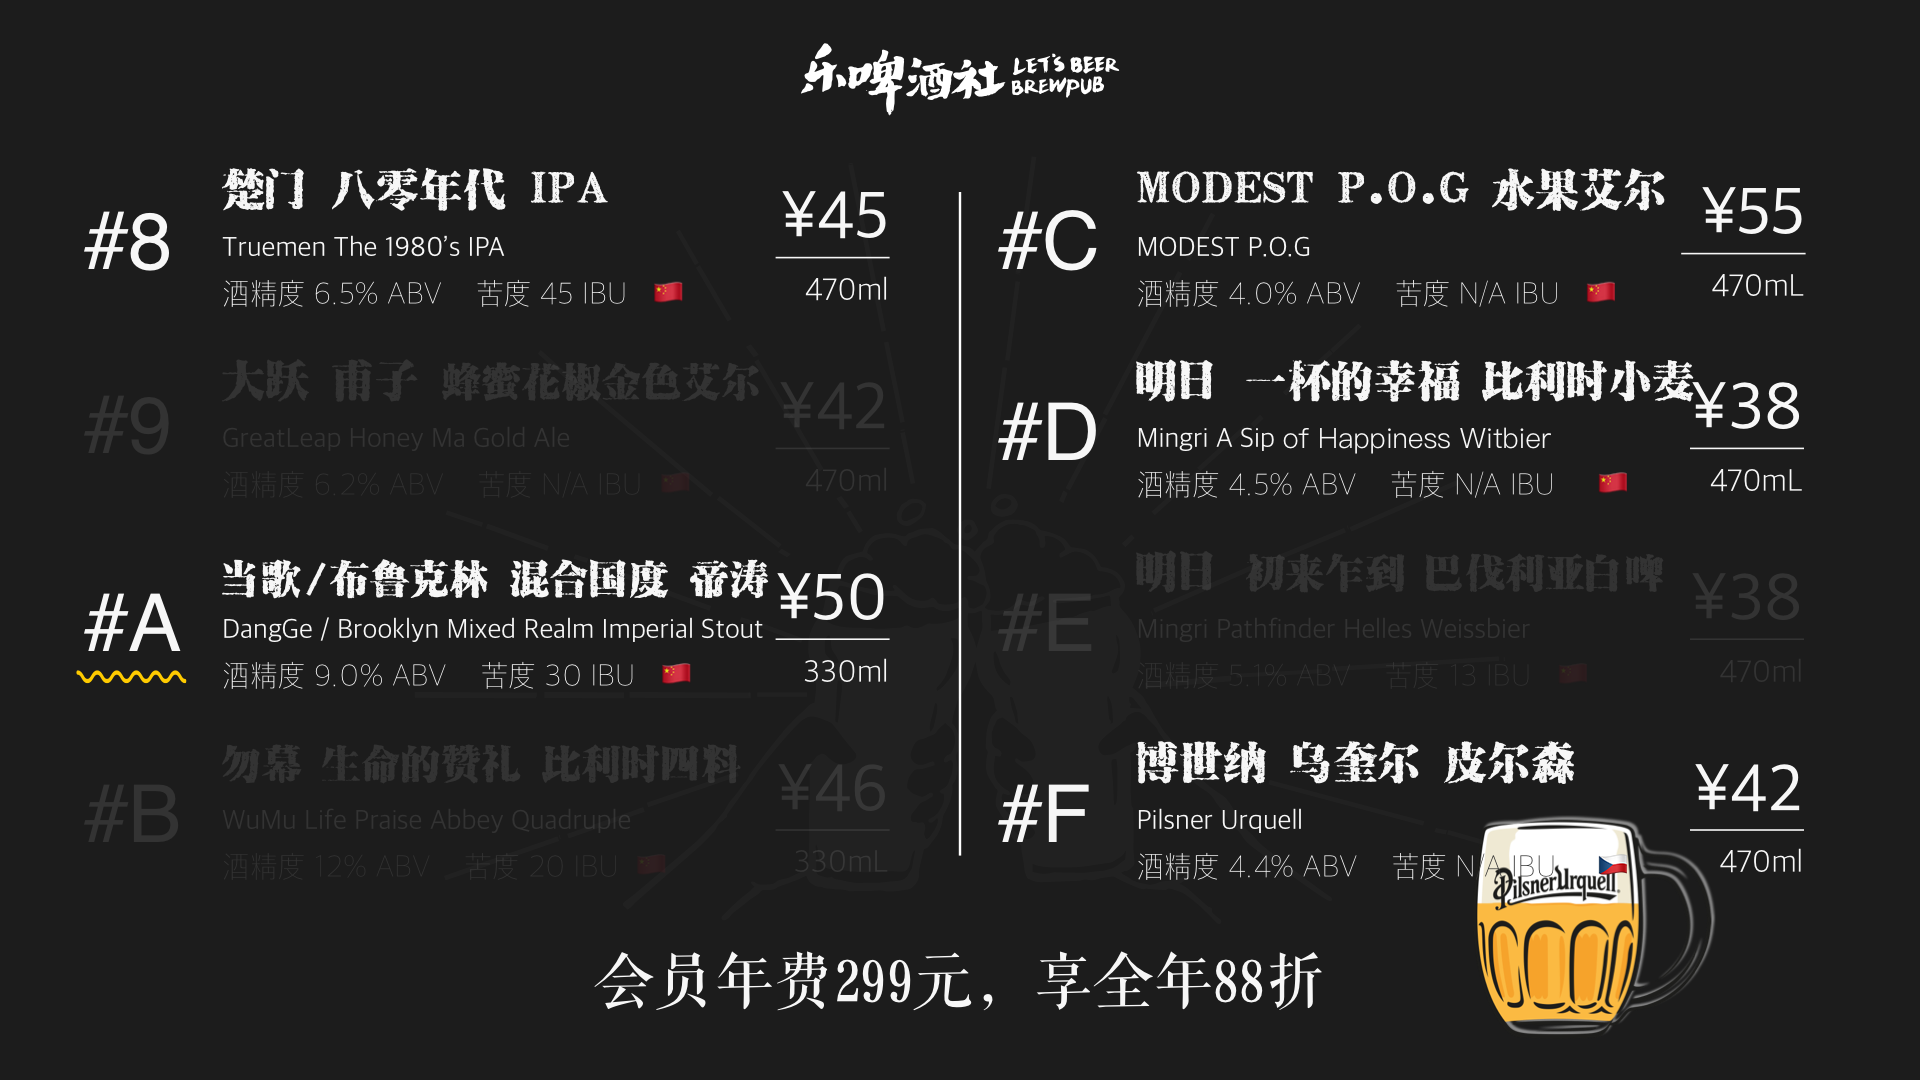 乐啤酒社 LET'S BEER BREWPUB
#8
楚门 八零年代 IPA
Truemen The 1980's IPA
酒精度 6.5% ABV 苦度 45 IBU 🇨🇳
¥45
470ml
#9
大跃 甫子 蜂蜜花椒金色艾尔
GreatLeap Honey Ma Gold Ale
酒精度 6.2% ABV 苦度 N/A IBU 🇨🇳
¥42
470ml
#A
当歌/布鲁克林 混合国度 帝涛
DangGe / Brooklyn Mixed Realm Imperial Stout
酒精度 9.0% ABV 苦度 30 IBU 🇨🇳
¥50
330ml
#B
勿幕 生命的赞礼 比利时四料
WuMu Life Praise Abbey Quadruple
酒精度 12% ABV 苦度 20 IBU 🇨🇳
¥46
330mL
#C
MODEST P.O.G 水果艾尔
MODEST P.O.G
酒精度 4.0% ABV 苦度 N/A IBU 🇨🇳
¥55
470mL
#D
明日 一杯的幸福 比利时小麦
Mingri A Sip of Happiness Witbier
酒精度 4.5% ABV 苦度 N/A IBU 🇨🇳
¥38
470mL
#E
明日 初来乍到 巴伐利亚白啤
Mingri Pathfinder Helles Weissbier
酒精度 5.1% ABV 苦度 13 IBU 🇨🇳
¥38
470ml
#F
博世纳 乌奎尔 皮尔森
Pilsner Urquell
酒精度 4.4% ABV 苦度 N/A IBU 🇨🇿
¥42
470ml
Pilsner Urquell
会员年费299元，享全年88折